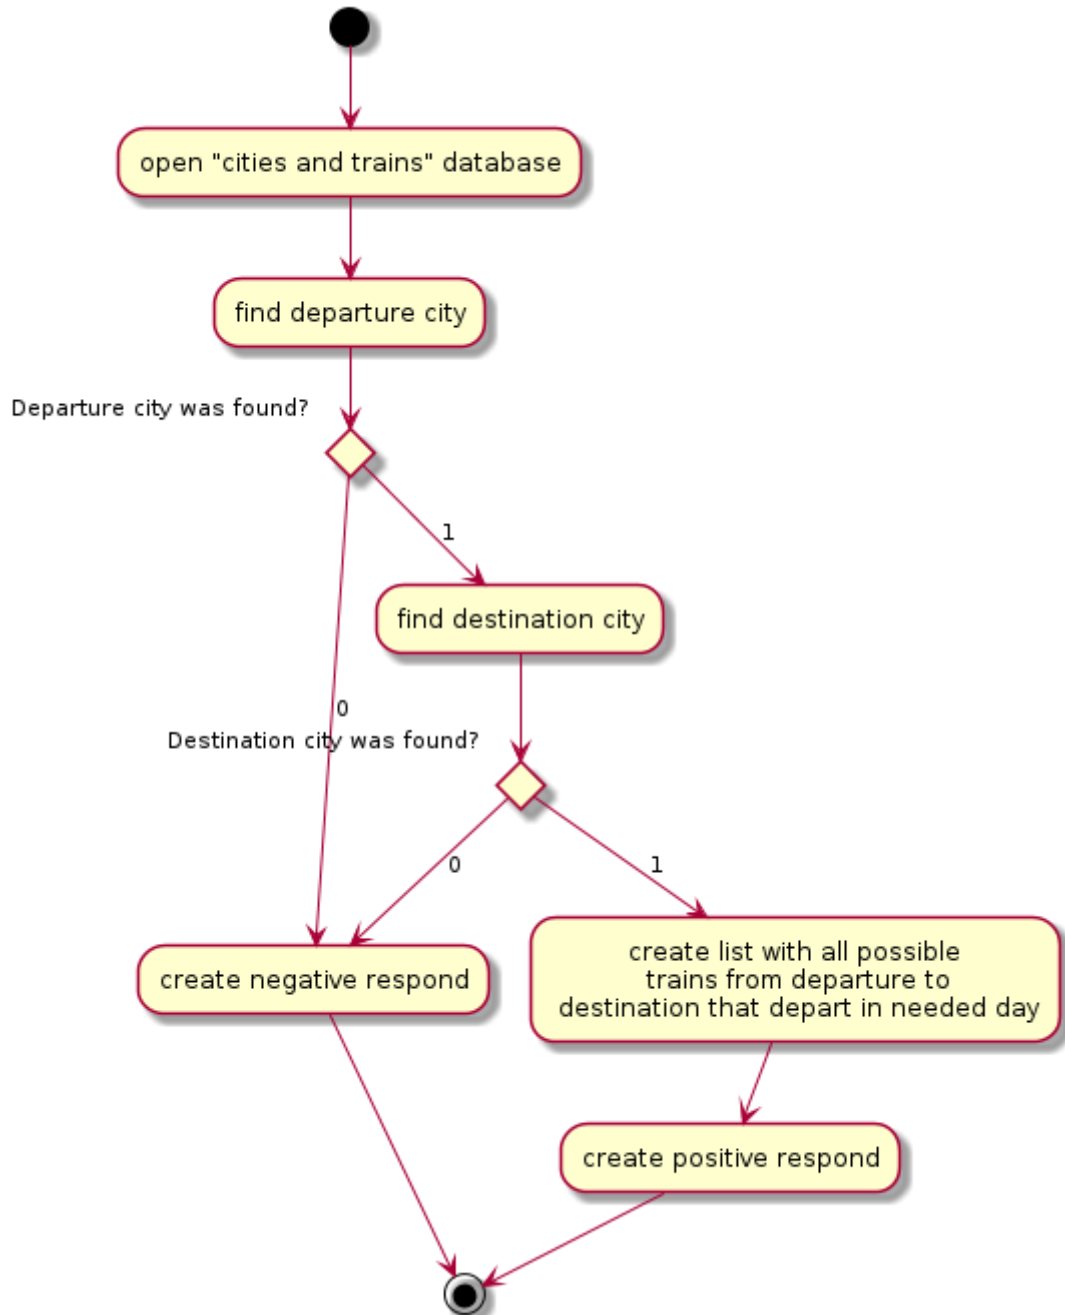 open "cities and trains" database
find departure city
Departure city was found?
1
find destination city
0
Destination city was found?
0
1
create negative respond
create list with all possible
trains from departure to
destination that depart in needed day
create positive respond